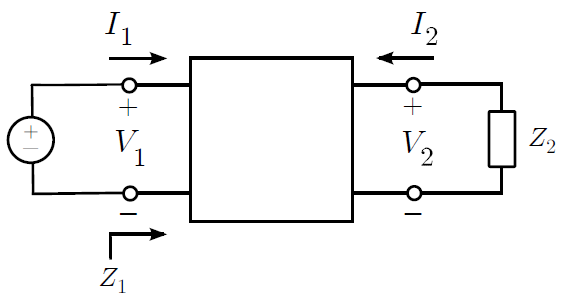 I₁ I₂
+ +
+ − V₁ V₂ Z₂
− −
Z₁